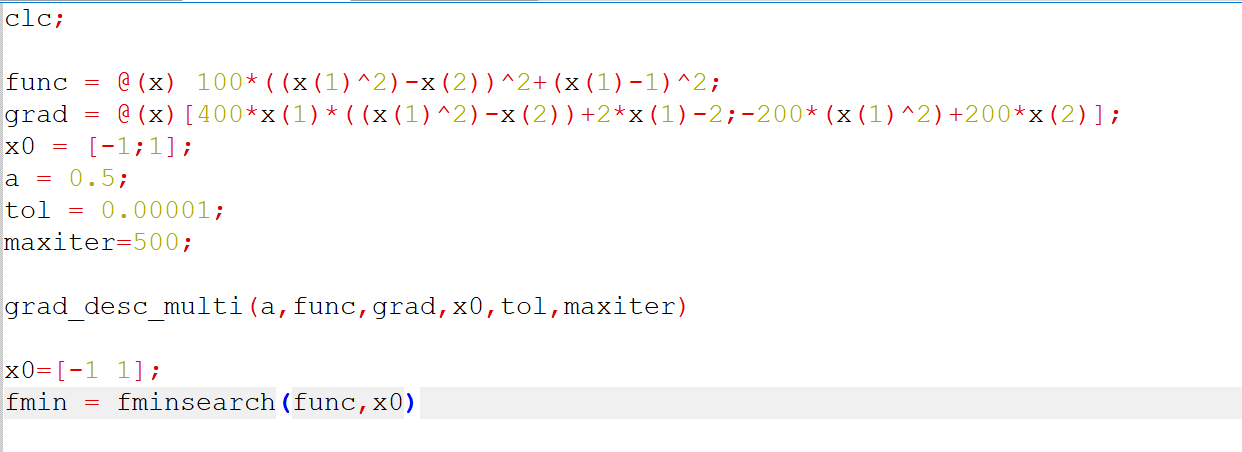 clc;
func = @(x) 100*((x(1)^2)-x(2))^2+(x(1)-1)^2;
grad = @(x)[400*x(1)*((x(1)^2)-x(2))+2*x(1)-2;-200*(x(1)^2)+200*x(2)];
x0 = [-1;1];
a = 0.5;
tol = 0.00001;
maxiter=500;
grad_desc_multi(a,func,grad,x0,tol,maxiter)
x0=[-1 1];
fmin = fminsearch(func,x0)